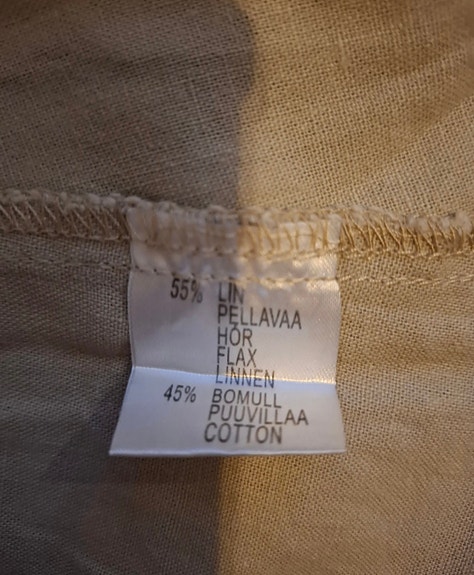 55% LIN
PELLAVAA
HÖR
FLAX
LINNEN
45% BOMULL
PUUVILLAA
COTTON